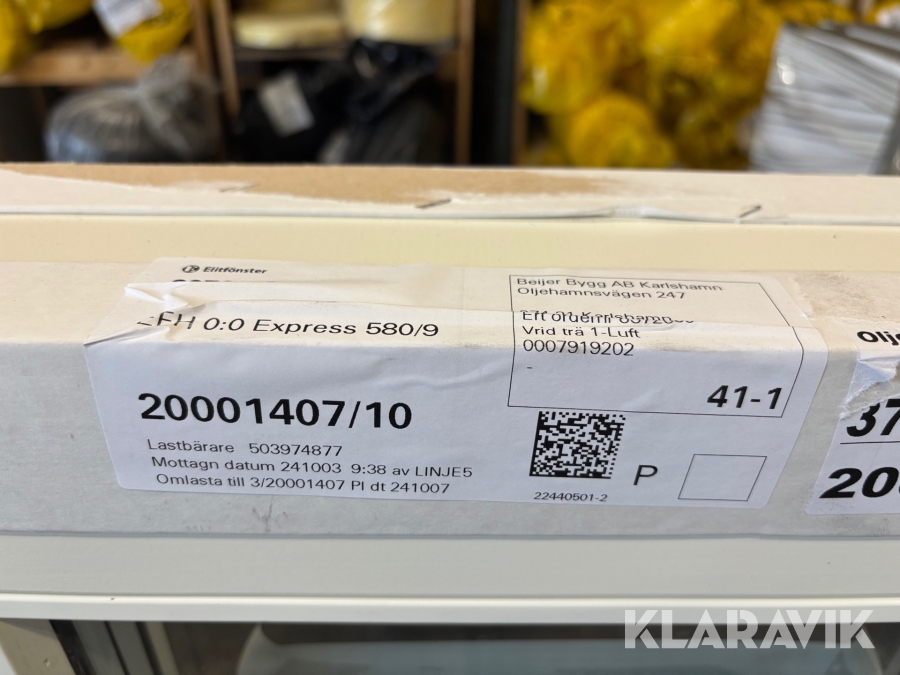 Elitfönster
FH 0:0 Express 580/9
20001407/10
Lastbärare 503974877
Mottagn datum 241003 9:38 av LINJE5
Omlasta till 3/20001407 Pl dt 241007
Beijer Bygg AB Karlshamn
Oljehamnsvägen 247
Vrid trä 1-Luft
0007919202
-
41-1
22440501-2
P
Olj
37
20
KLARAVIK